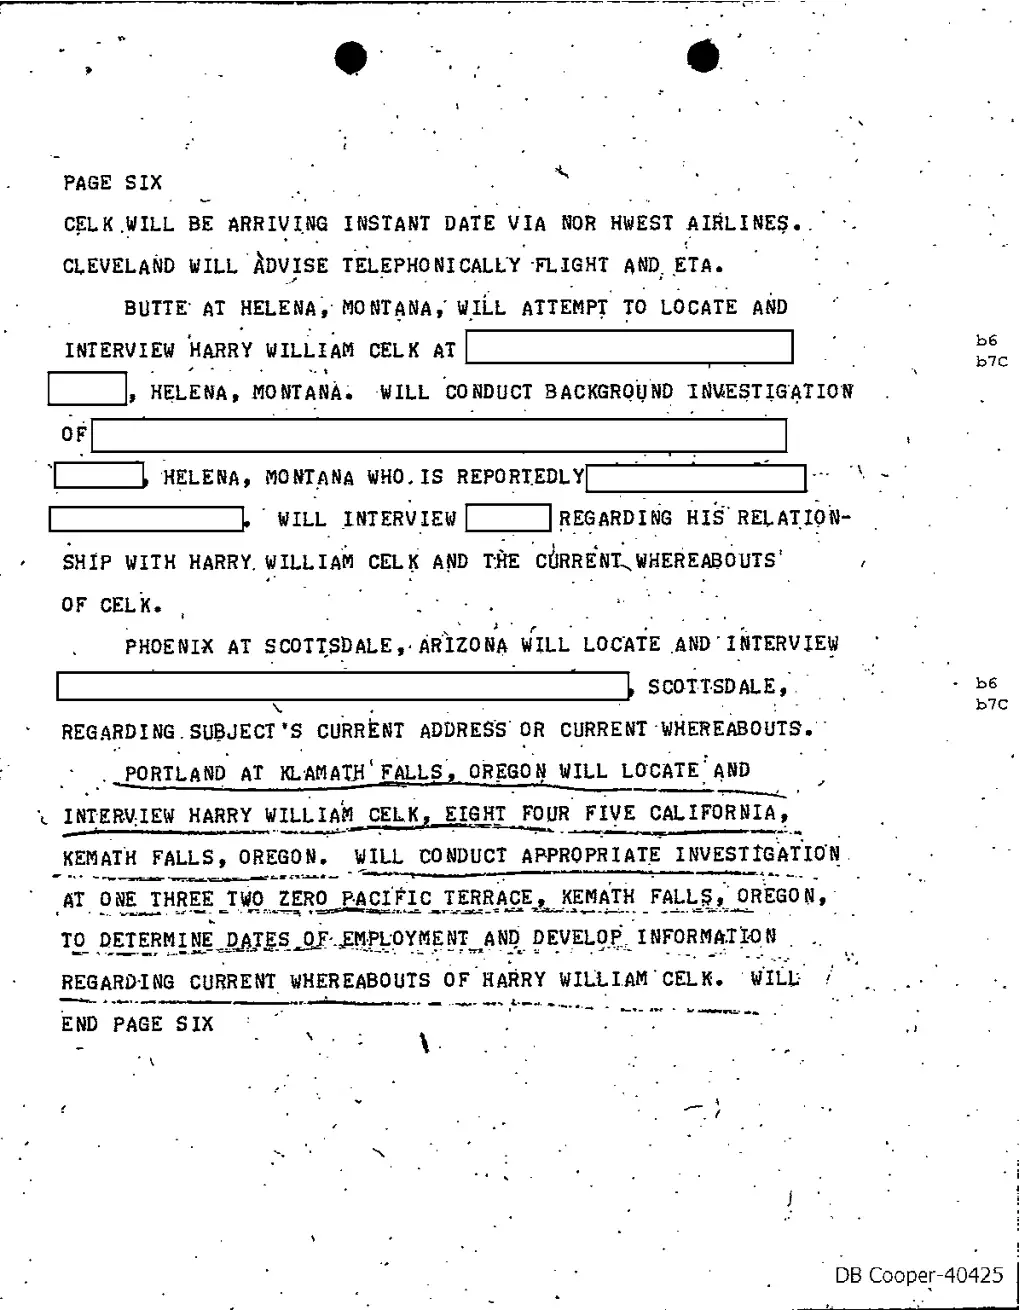 PAGE SIX
CELK WILL BE ARRIVING INSTANT DATE VIA NOR HWEST AIRLINES.
CLEVELAND WILL ADVISE TELEPHONICALLY FLIGHT AND ETA.
BUTTE AT HELENA, MONTANA, WILL ATTEMPT TO LOCATE AND
INTERVIEW HARRY WILLIAM CELK AT
b6
b7C
, HELENA, MONTANA. WILL CONDUCT BACKGROUND INVESTIGATION
OF
, HELENA, MONTANA WHO IS REPORTEDLY
. WILL INTERVIEW REGARDING HIS RELATION-
SHIP WITH HARRY WILLIAM CELK AND THE CURRENT WHEREABOUTS
OF CELK.
PHOENIX AT SCOTTSDALE, ARIZONA WILL LOCATE AND INTERVIEW
, SCOTTSDALE,
b6
b7C
REGARDING SUBJECT'S CURRENT ADDRESS OR CURRENT WHEREABOUTS.
PORTLAND AT KLAMATH FALLS, OREGON WILL LOCATE AND
INTERVIEW HARRY WILLIAM CELK, EIGHT FOUR FIVE CALIFORNIA,
KEMATH FALLS, OREGON. WILL CONDUCT APPROPRIATE INVESTIGATION
AT ONE THREE TWO ZERO PACIFIC TERRACE, KEMATH FALLS, OREGON,
TO DETERMINE DATES OF EMPLOYMENT AND DEVELOP INFORMATION
REGARDING CURRENT WHEREABOUTS OF HARRY WILLIAM CELK. WILL
END PAGE SIX
DB Cooper-40425